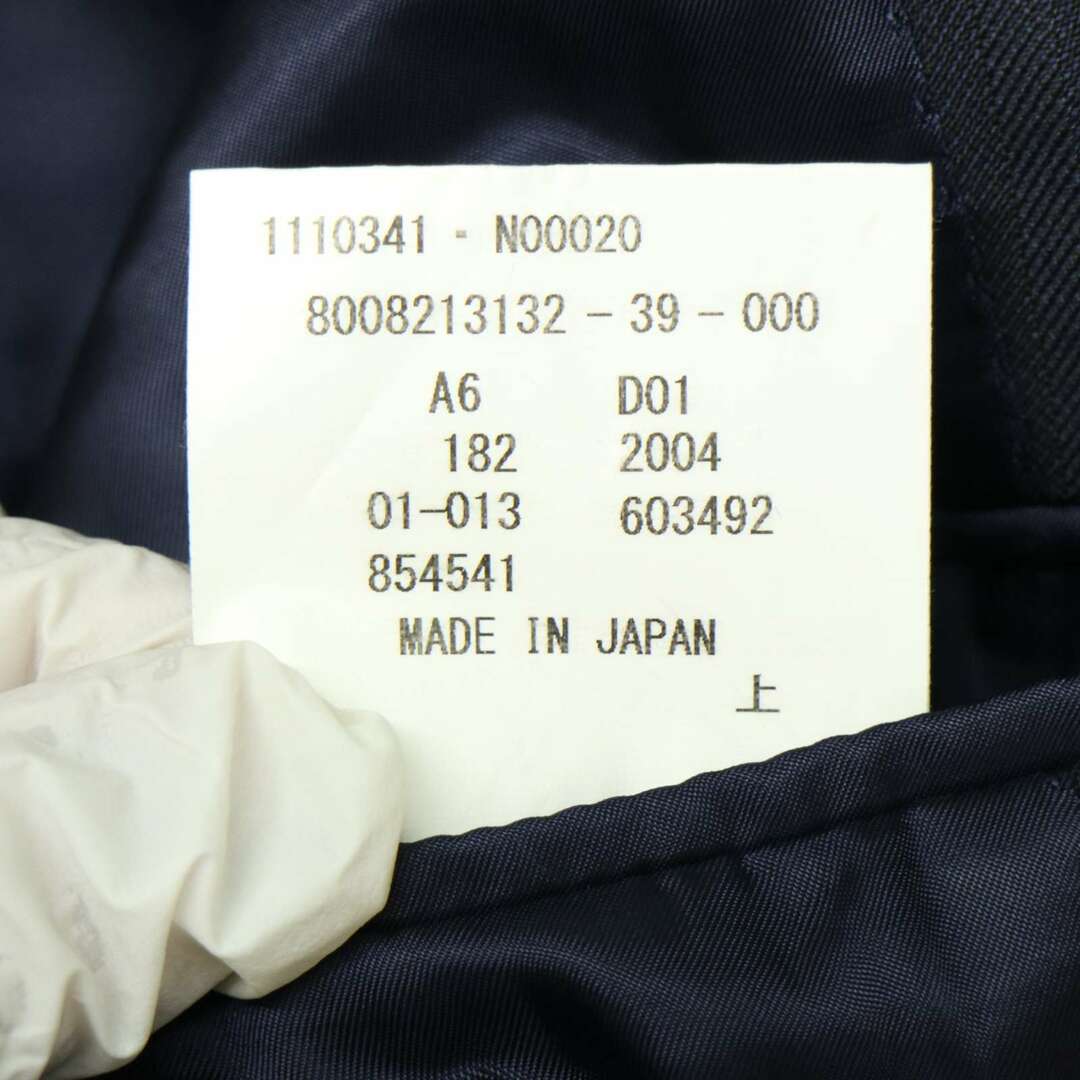 1110341 · N00020
8008213132 - 39 - 000
A6 D01
182 2004
01-013 603492
854541
MADE IN JAPAN
上